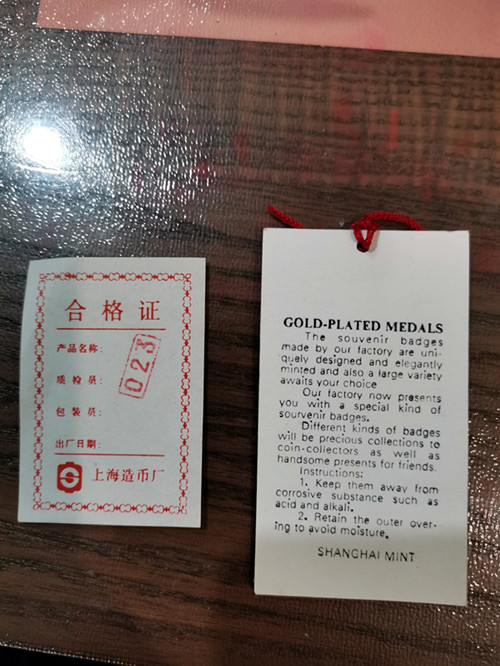 合格证
产品名称:
023
质检员:
包装员:
出厂日期:
上海造币厂
GOLD-PLATED MEDALS
The souvenir badges
made by our factory are uni-
quely designed and elegantly
minted and also a large variety
awaits your choice
Our factory now presents
you with a special kind of
sourvenir badges.
Different kinds of badges
will be precious collections to
coin-collectors as well as
handsome presents for friends.
Instructions:
1. Keep them away from
corrosive substance such as
acid and alkali.
2. Retain the outer over-
ing to avoid moisture.
SHANGHAI MINT